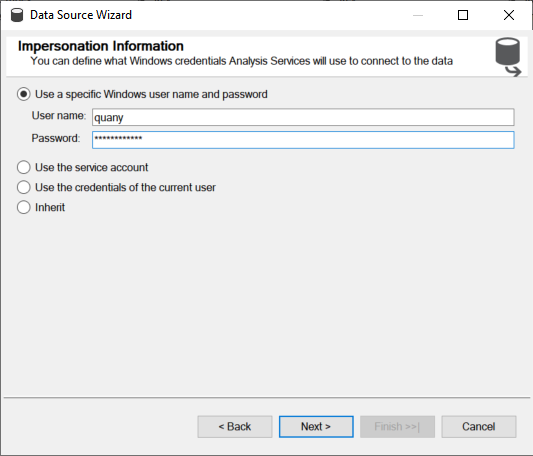 Data Source Wizard
Impersonation Information
You can define what Windows credentials Analysis Services will use to connect to the data
Use a specific Windows user name and password
User name: quany
Password: ************
Use the service account
Use the credentials of the current user
Inherit
< Back Next > Finish >>| Cancel